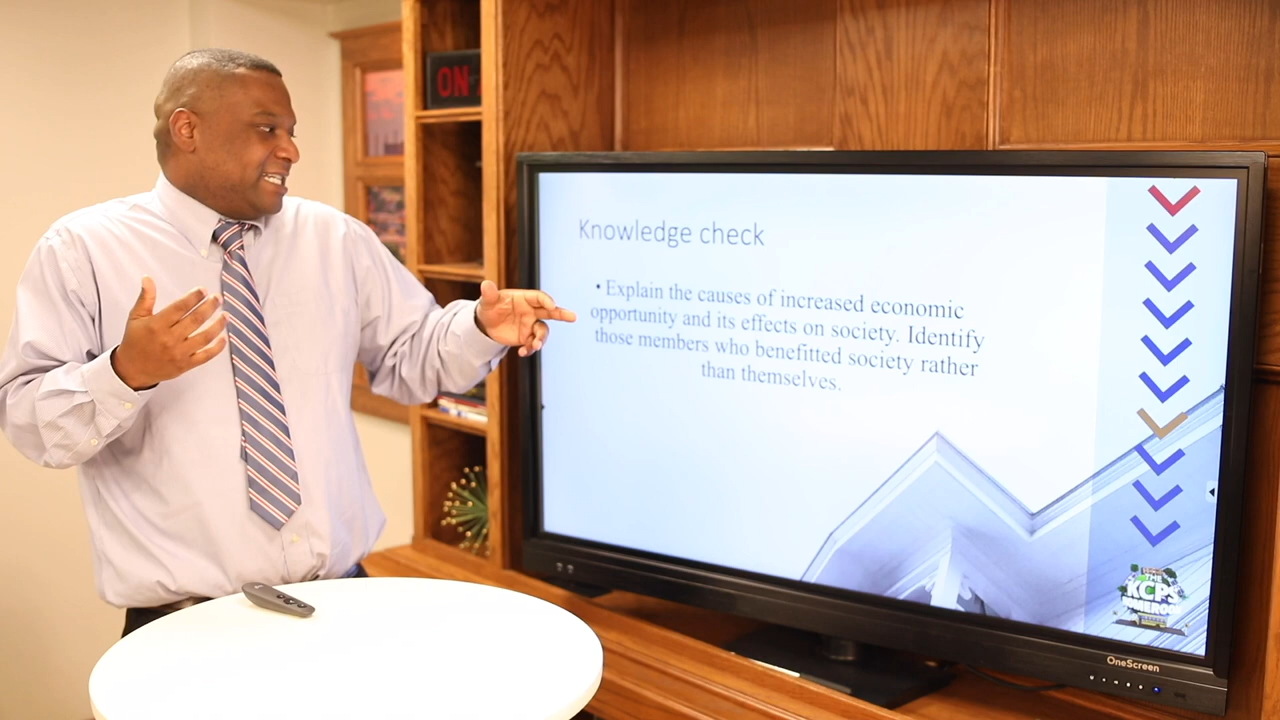 ON
Knowledge check
• Explain the causes of increased economic
opportunity and its effects on society. Identify
those members who benefitted society rather
than themselves.
THE
KCPS
OneScreen